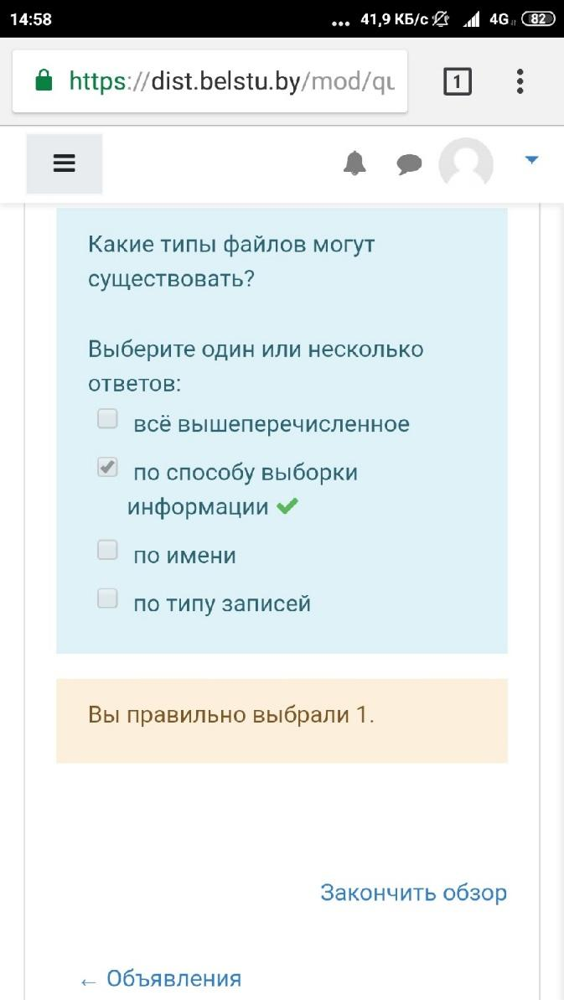 14:58
... 41,9 КБ/с 4G 82
https://dist.belstu.by/mod/qu
1
Какие типы файлов могут
существовать?
Выберите один или несколько
ответов:
всё вышеперечисленное
по способу выборки
информации
по имени
по типу записей
Вы правильно выбрали 1.
Закончить обзор
← Объявления